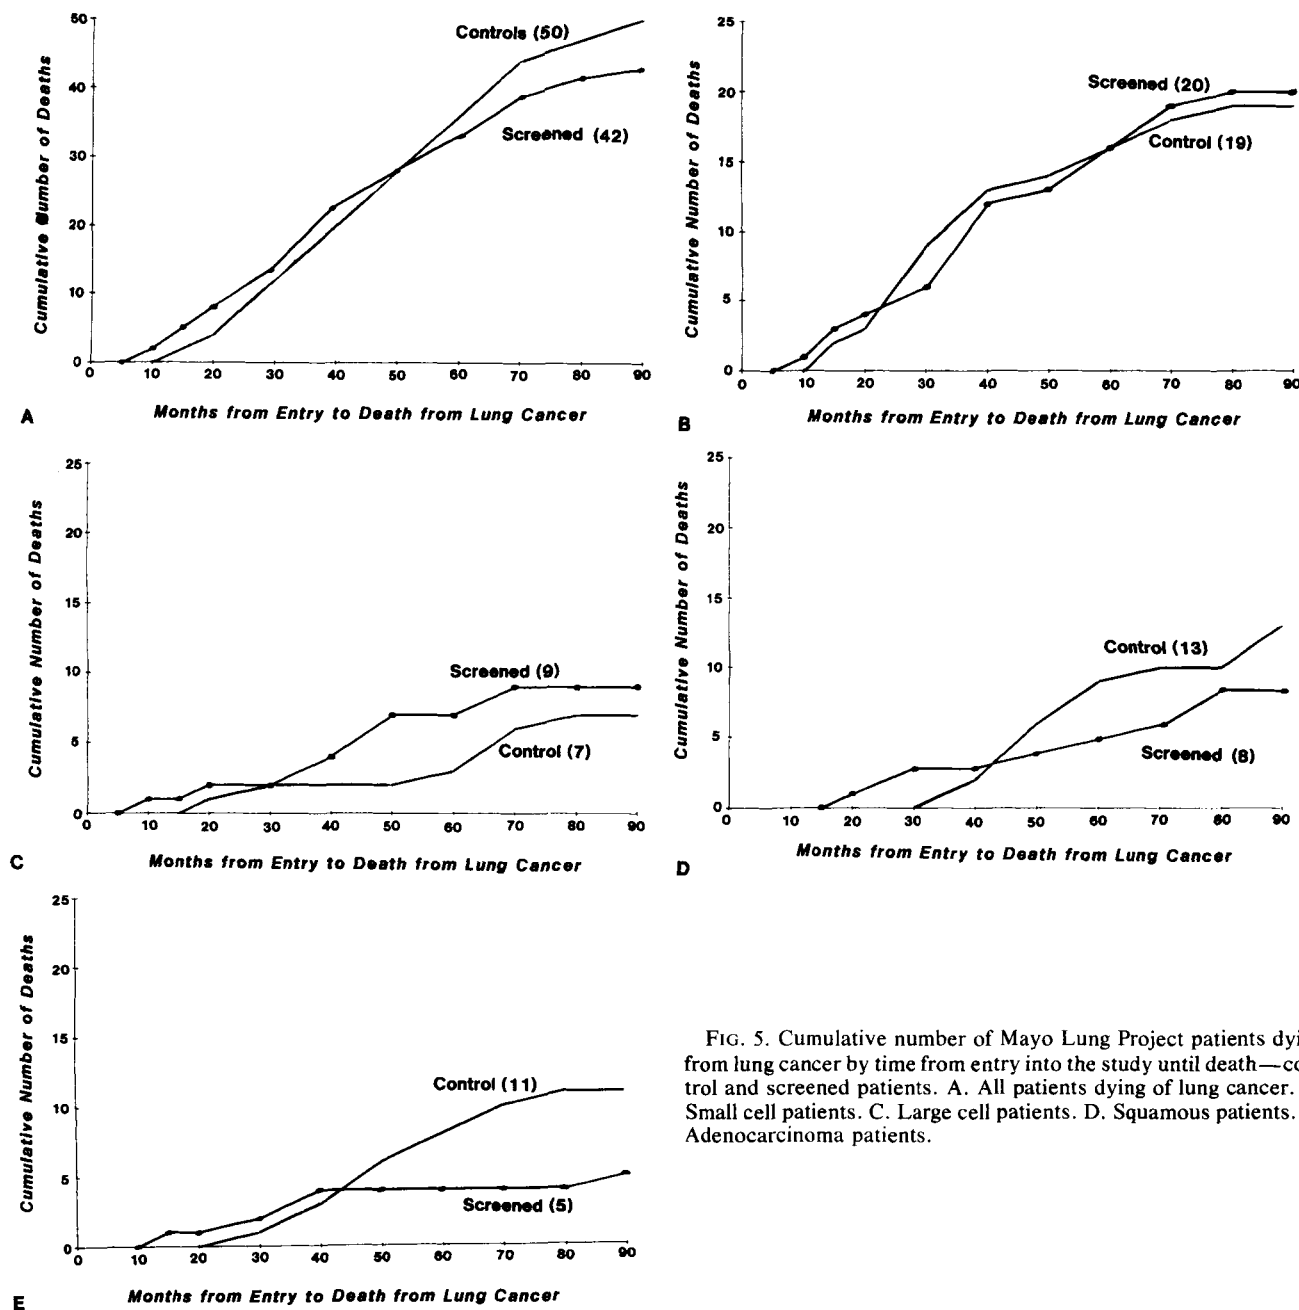 Cumulative Number of Deaths
50
40
30
20
10
0
Controls (50)
Screened (42)
0 10 20 30 40 50 60 70 80 90
Months from Entry to Death from Lung Cancer
A
Cumulative Number of Deaths
25
20
15
10
5
0
Screened (20)
Control (19)
0 10 20 30 40 50 60 70 80 90
Months from Entry to Death from Lung Cancer
B
Cumulative Number of Deaths
25
20
15
10
5
0
Screened (9)
Control (7)
0 10 20 30 40 50 60 70 80 90
Months from Entry to Death from Lung Cancer
C
Cumulative Number of Deaths
25
20
15
10
5
0
Control (13)
Screened (8)
0 10 20 30 40 50 60 70 80 90
Months from Entry to Death from Lung Cancer
D
Cumulative Number of Deaths
25
20
15
10
5
0
Control (11)
Screened (5)
0 10 20 30 40 50 60 70 80 90
Months from Entry to Death from Lung Cancer
E
FIG. 5. Cumulative number of Mayo Lung Project patients dyi
from lung cancer by time from entry into the study until death—co
trol and screened patients. A. All patients dying of lung cancer.
Small cell patients. C. Large cell patients. D. Squamous patients.
Adenocarcinoma patients.